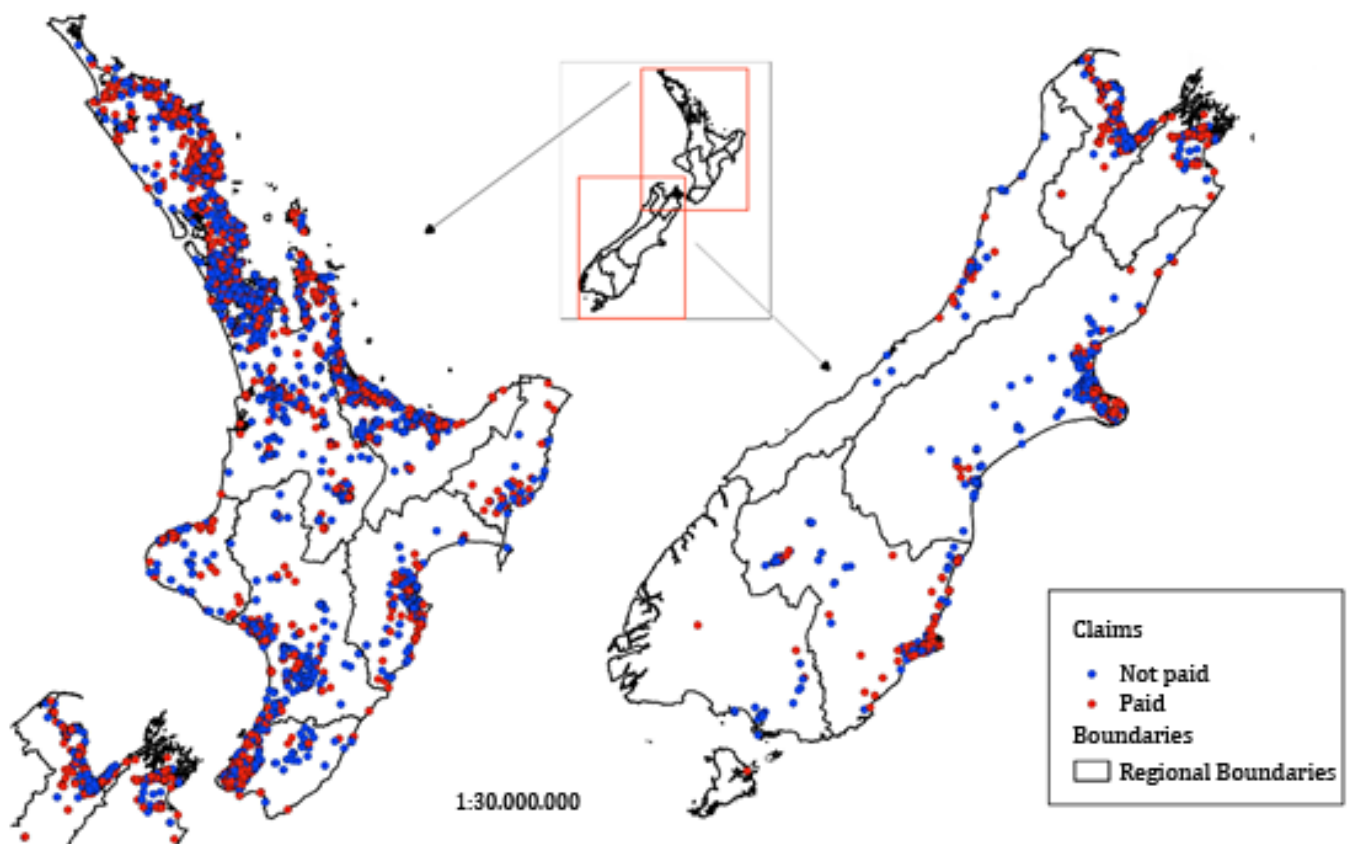 1:30.000.000
Claims
Not paid
Paid
Boundaries
Regional Boundaries